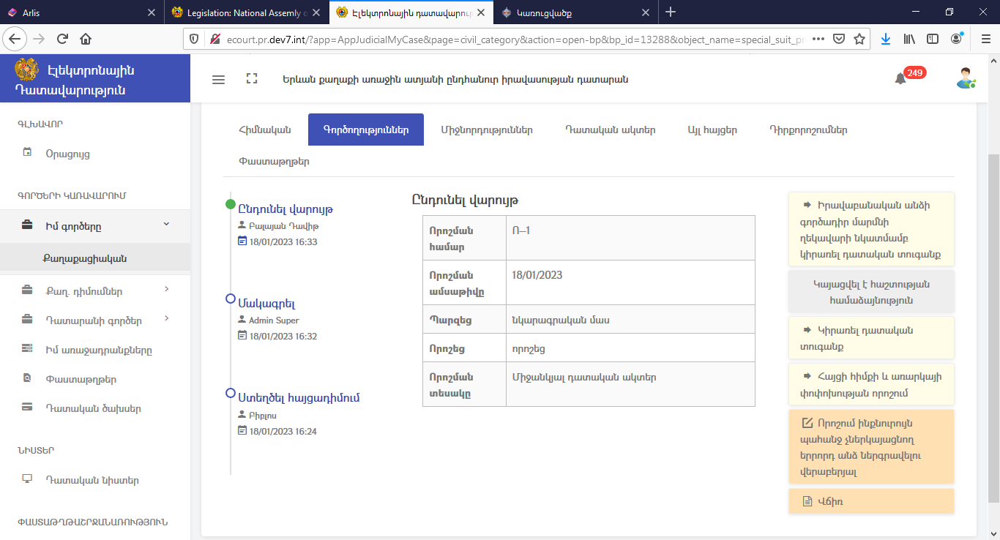 Arlis
Legislation: National Assemly o
Էլեկտրոնային դատավարությ
Կառուցվածք
ecourt.pr.dev7.int/?app=AppJudicialMyCase&page=civil_category&action=open-bp&bp_id=13288&object_name=special_suit_pr
Էլեկտրոնային
Դատավարություն
Երևան քաղաքի առաջին ատյանի ընդհանուր իրավասության դատարան
249
ԳԼԽԱՎՈՐ
Օրացույց
ԳՈՐԾԵՐԻ ԿԱՌԱՎԱՐՈՒՄ
Իմ գործերը
Քաղաքացիական
Քաղ. դիմումներ
Դատարանի գործեր
Իմ առաջադրանքները
Փաստաթղթեր
Դատական ծախսեր
ՆԻՍՏԵՐ
Դատական նիստեր
ՓԱՍՏԱԹՂԹԱՇՐՋԱՆԱՌՈՒԹՅՈՒՆ
Հիմնական
Գործողություններ
Միջնորդություններ
Դատական ակտեր
Այլ հայցեր
Դիրքորոշումներ
Փաստաթղթեր
Ընդունել վարույթ
Բալայան Դավիթ
18/01/2023 16:33
Մակագրել
Admin Super
18/01/2023 16:32
Ստեղծել հայցադիմում
Բիբլոս
18/01/2023 16:24
Ընդունել վարույթ
Որոշման
համար
Ո--1
Որոշման
ամսաթիվը
18/01/2023
Պարզեց
նկարագրական մաս
Որոշեց
որոշեց
Որոշման
տեսակը
Միջանկյալ դատական ակտեր
Իրավաբանական անձի
գործադիր մարմնի
ղեկավարի նկատմամբ
կիրառել դատական տուգանք
Կայացվել է հաշտության
համաձայնություն
Կիրառել դատական
տուգանք
Հայցի հիմքի և առարկայի
փոփոխության որոշում
Որոշում ինքնուրույն
պահանջ չներկայացնող
երրորդ անձ ներգրավելու
վերաբերյալ
Վճիռ